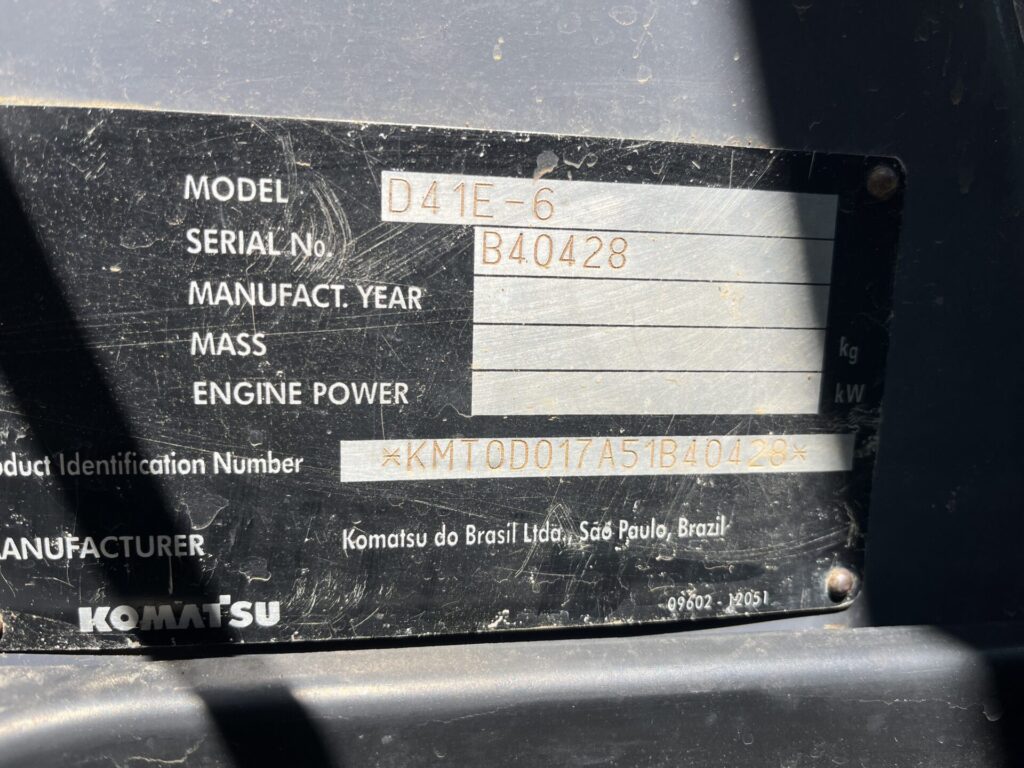 MODEL D41E-6
SERIAL No. B40428
MANUFACT. YEAR
MASS kg
ENGINE POWER kW
oduct Identification Number *KMT0D017A51B40428*
MANUFACTURER Komatsu do Brasil Ltda., São Paulo, Brazil
KOMATSU 09602 - 12051